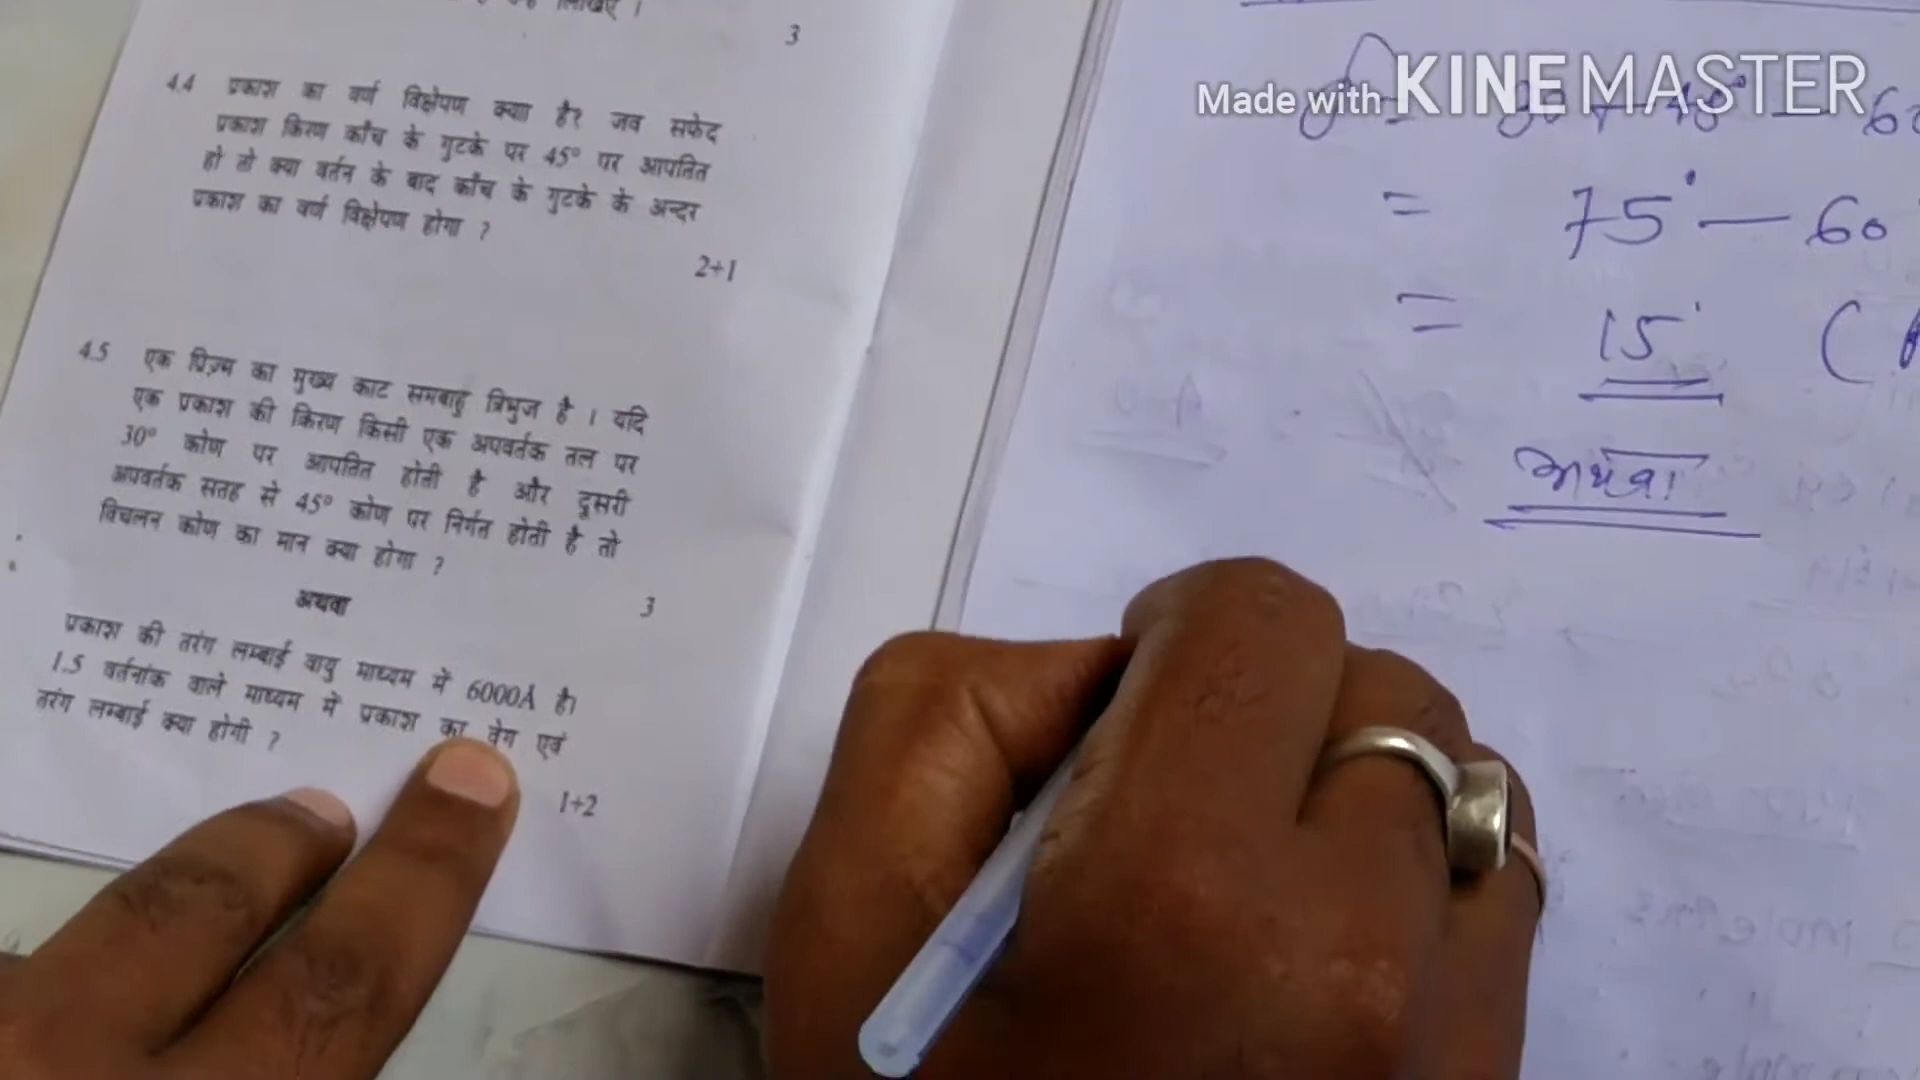 लिखिए ।
3
4.4 प्रकाश का वर्ण विक्षेपण क्या है? जब सफेद
प्रकाश किरण काँच के गुटके पर 45° पर आपतित
हो तो क्या वर्तन के बाद काँच के गुटके के अन्दर
प्रकाश का वर्ण विक्षेपण होगा ?
2+1
4.5 एक प्रिज़्म का मुख्य काट समबाहु त्रिभुज है । यदि
एक प्रकाश की किरण किसी एक अपवर्तक तल पर
30° कोण पर आपतित होती है और दूसरी
अपवर्तक सतह से 45° कोण पर निर्गत होती है तो
विचलन कोण का मान क्या होगा ?
3
अथवा
प्रकाश की तरंग लम्बाई वायु माध्यम में 6000Å है।
1.5 वर्तनांक वाले माध्यम में प्रकाश का वेग एवं
तरंग लम्बाई क्या होगी ?
1+2
Made with KINEMASTER
= 30 + 45° - 60
= 75° - 60°
= 15° (
अथवा